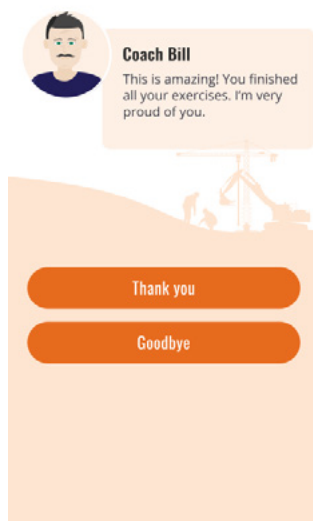 Coach Bill
This is amazing! You finished
all your exercises. I'm very
proud of you.
Thank you
Goodbye